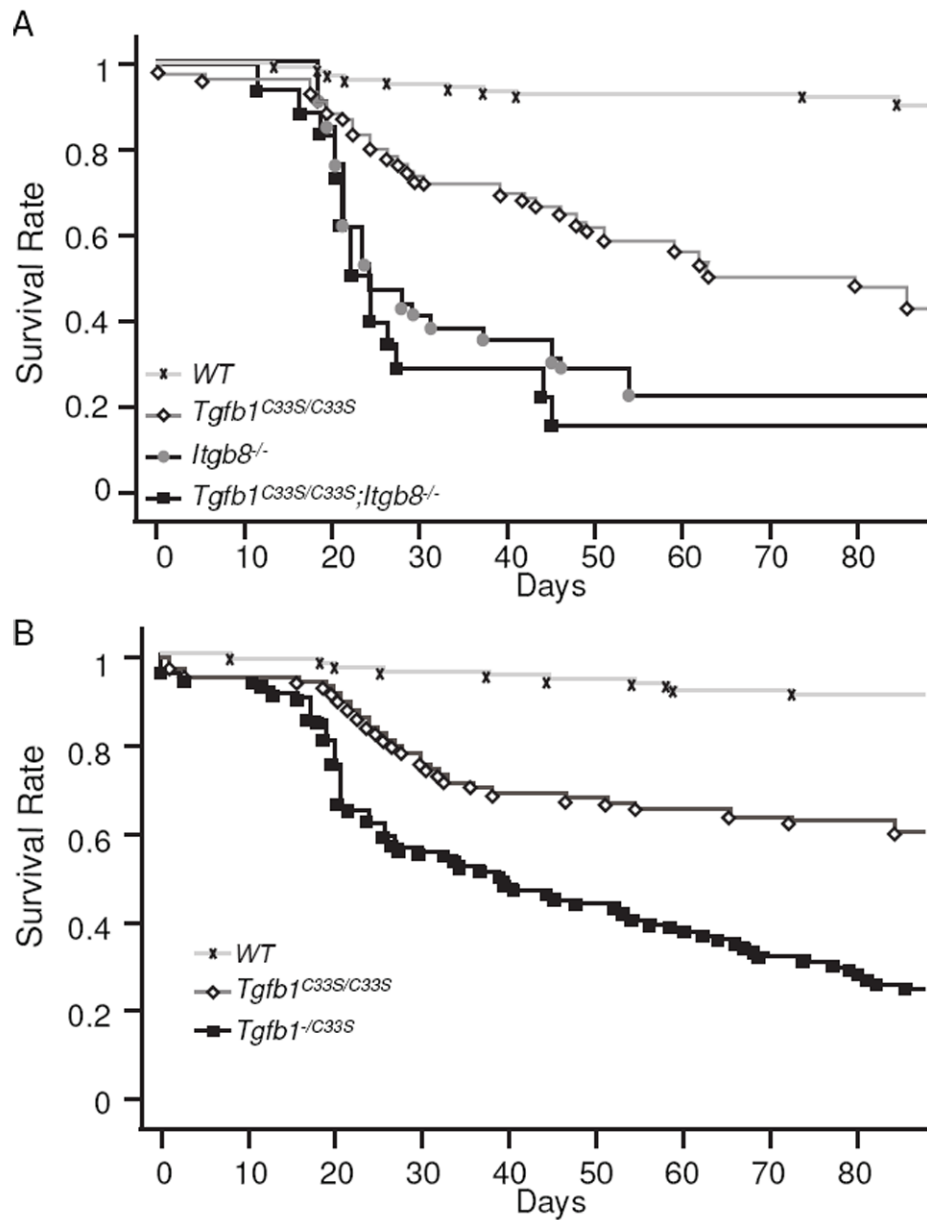 A
Survival Rate
1
0.8
0.6
0.4
0.2
0
WT
Tgfb1C33S/C33S
Itgb8-/-
Tgfb1C33S/C33S;Itgb8-/-
0 10 20 30 40 50 60 70 80
Days
B
Survival Rate
1
0.8
0.6
0.4
0.2
0
WT
Tgfb1C33S/C33S
Tgfb1-/C33S
0 10 20 30 40 50 60 70 80
Days